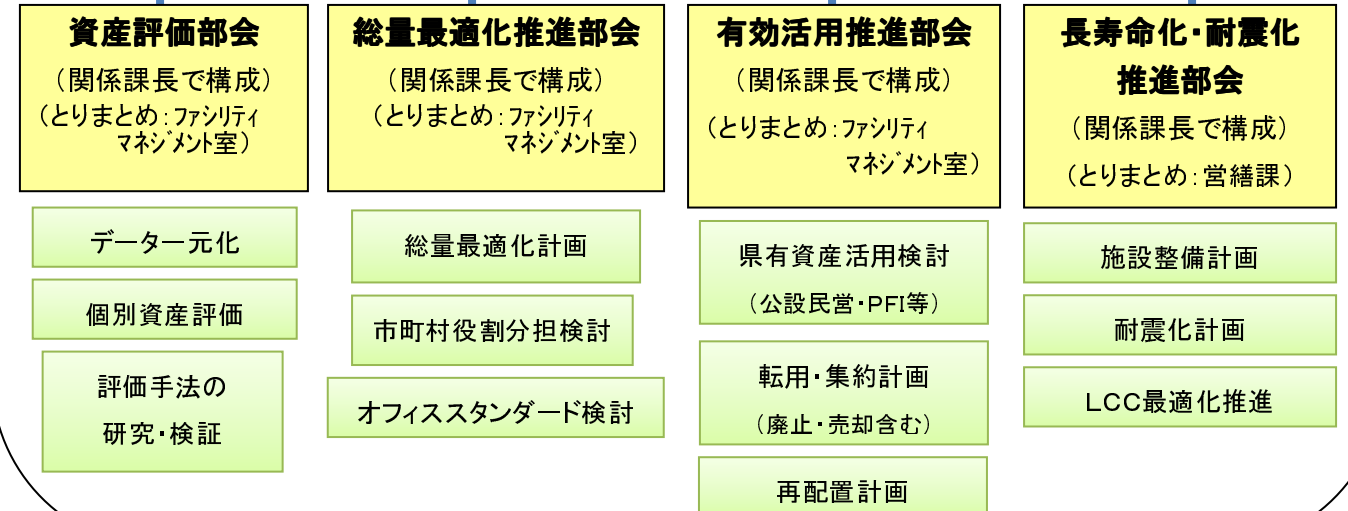 資産評価部会
（関係課長で構成）
（とりまとめ：ﾌｧｼﾘﾃｨ
ﾏﾈｼﾞﾒﾝﾄ室）
データ一元化
個別資産評価
評価手法の
研究・検証
総量最適化推進部会
（関係課長で構成）
（とりまとめ：ﾌｧｼﾘﾃｨ
ﾏﾈｼﾞﾒﾝﾄ室）
総量最適化計画
市町村役割分担検討
オフィススタンダード検討
有効活用推進部会
（関係課長で構成）
（とりまとめ：ﾌｧｼﾘﾃｨ
ﾏﾈｼﾞﾒﾝﾄ室）
県有資産活用検討
（公設民営・PFI等）
転用・集約計画
（廃止・売却含む）
再配置計画
長寿命化・耐震化
推進部会
（関係課長で構成）
（とりまとめ：営繕課）
施設整備計画
耐震化計画
LCC最適化推進